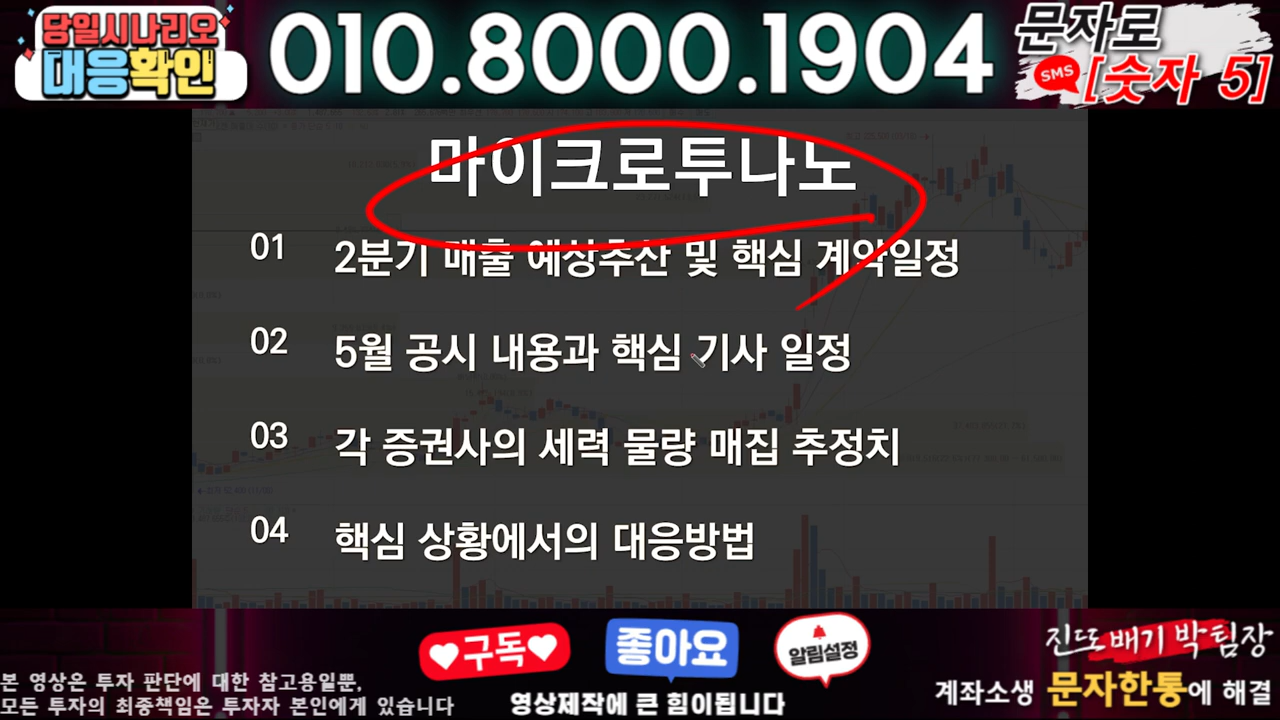 당일시나리오
대응확인
010.8000.1904
문자로
SMS [숫자 5]
마이크로투나노
01 2분기 매출 예상추산 및 핵심 계약일정
02 5월 공시 내용과 핵심 기사 일정
03 각 증권사의 세력 물량 매집 추정치
04 핵심 상황에서의 대응방법
구독
좋아요
알림설정
영상제작에 큰 힘이됩니다
본 영상은 투자 판단에 대한 참고용일뿐,
모든 투자의 최종책임은 투자자 본인에게 있습니다
진또배기 박팀장
계좌소생 문자한통에 해결